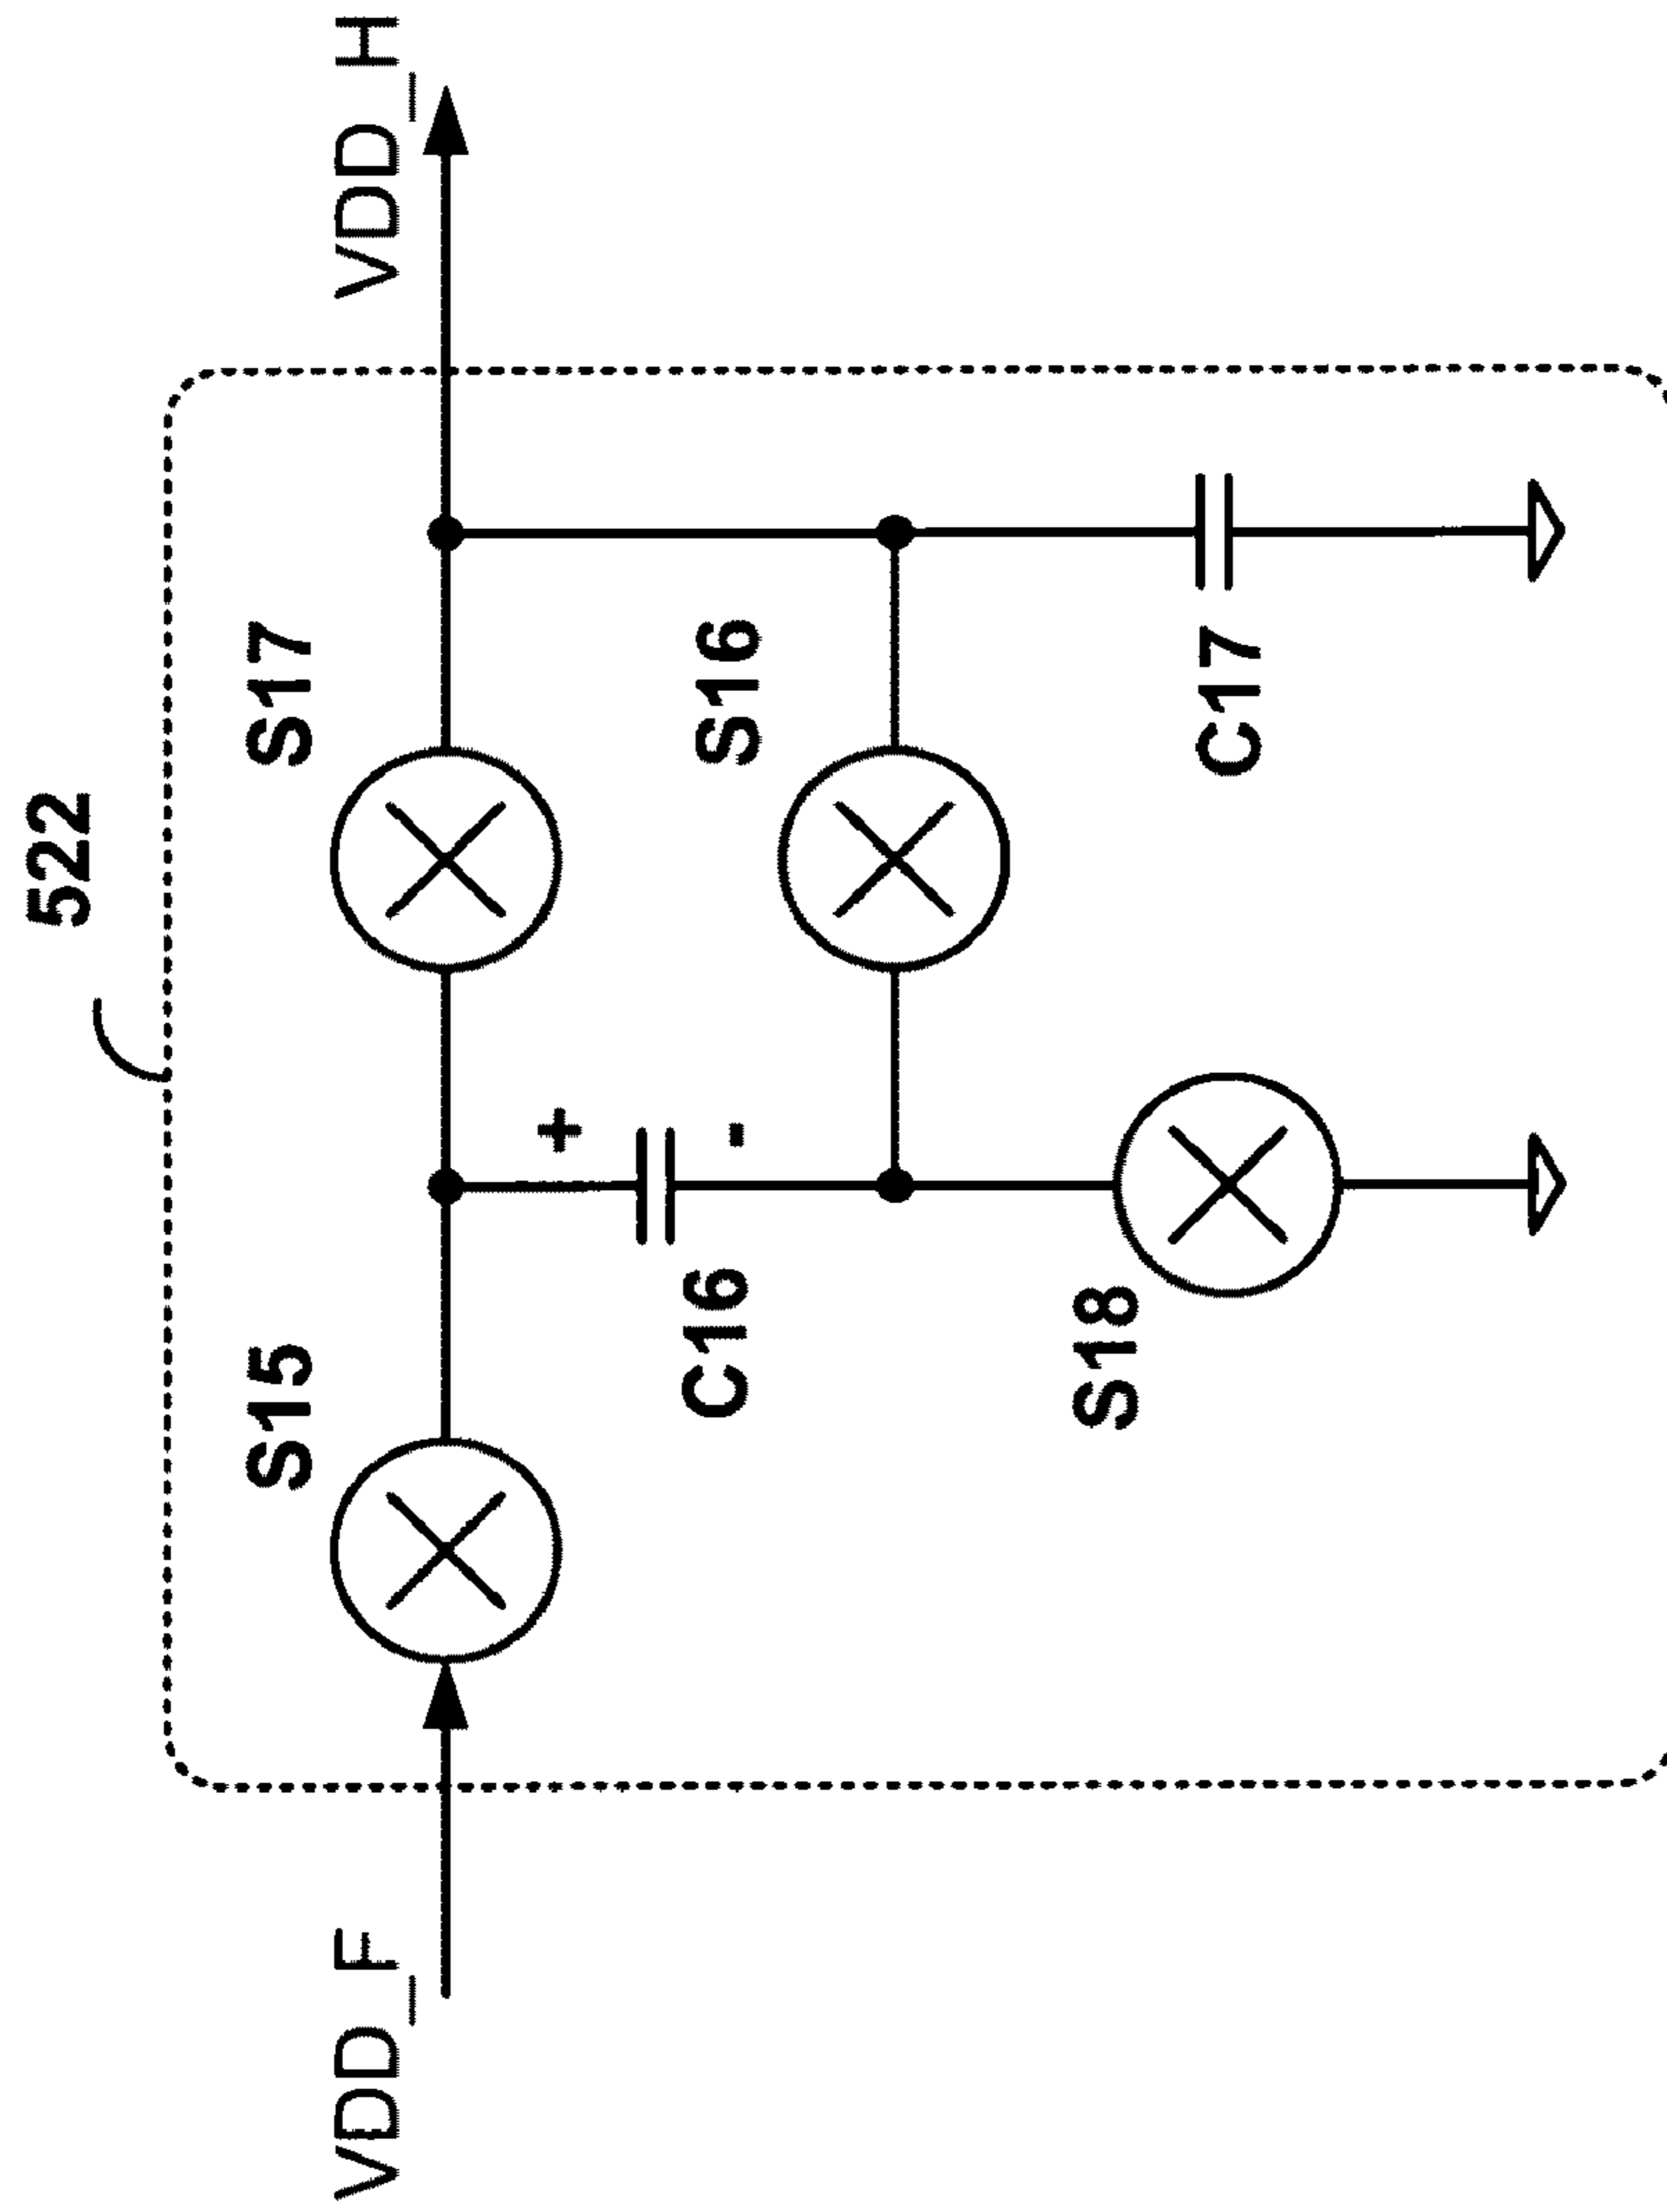 522
S15
S17
VDD_F
VDD_H
+
C16
-
S16
S18
C17